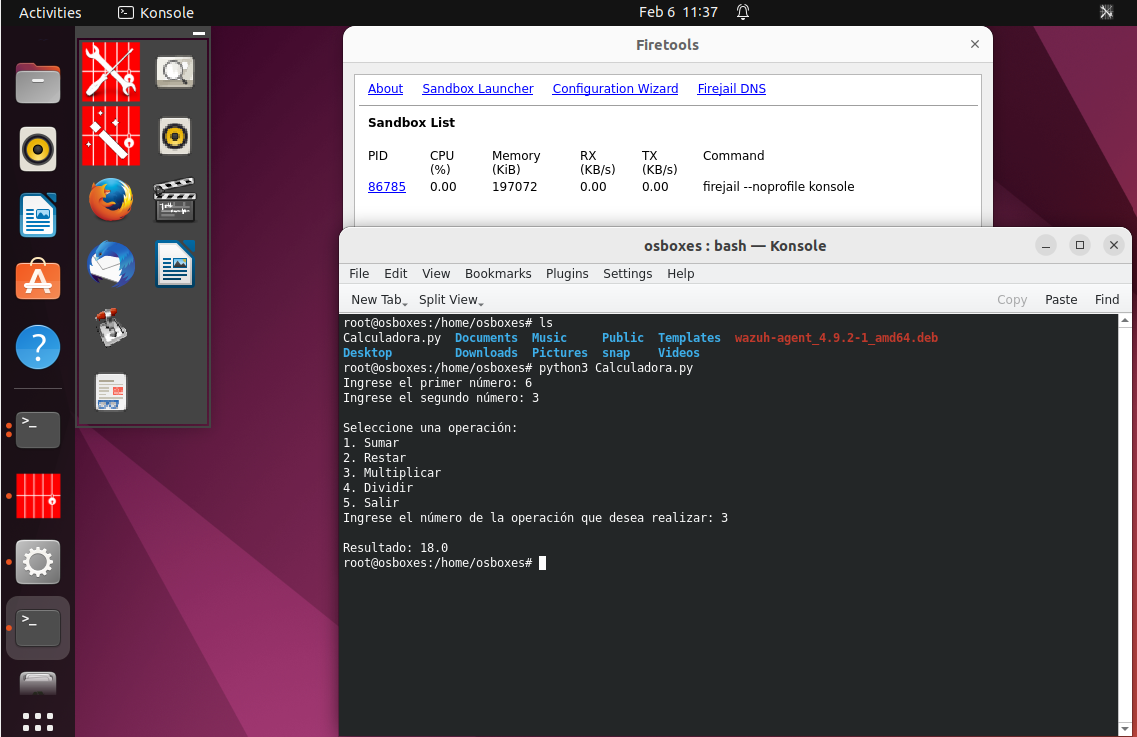 Activities Konsole Feb 6 11:37
Firetools
About Sandbox Launcher Configuration Wizard Firejail DNS
Sandbox List
PID CPU (%) Memory (KiB) RX (KB/s) TX (KB/s) Command
86785 0.00 197072 0.00 0.00 firejail --noprofile konsole
osboxes : bash — Konsole
File Edit View Bookmarks Plugins Settings Help
New Tab Split View Copy Paste Find
root@osboxes:/home/osboxes# ls
Calculadora.py Documents Music Public Templates wazuh-agent_4.9.2-1_amd64.deb
Desktop Downloads Pictures snap Videos
root@osboxes:/home/osboxes# python3 Calculadora.py
Ingrese el primer número: 6
Ingrese el segundo número: 3
Seleccione una operación:
1. Sumar
2. Restar
3. Multiplicar
4. Dividir
5. Salir
Ingrese el número de la operación que desea realizar: 3
Resultado: 18.0
root@osboxes:/home/osboxes#